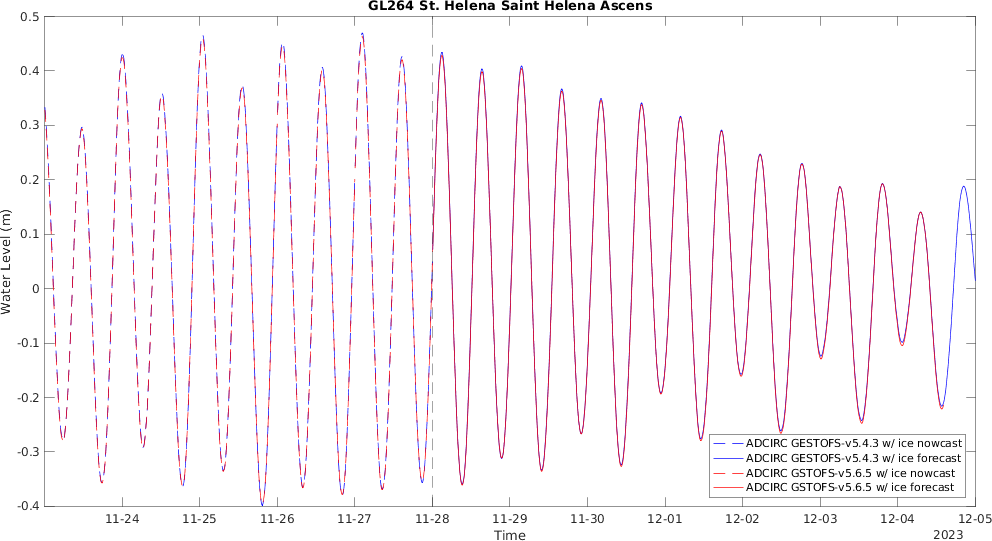 GL264 St. Helena Saint Helena Ascens
0.5
0.4
0.3
0.2
0.1
0
-0.1
-0.2
-0.3
-0.4
Water Level (m)
ADCIRC GESTOFS-v5.4.3 w/ ice nowcast
ADCIRC GESTOFS-v5.4.3 w/ ice forecast
ADCIRC GSTOFS-v5.6.5 w/ ice nowcast
ADCIRC GSTOFS-v5.6.5 w/ ice forecast
11-24 11-25 11-26 11-27 11-28 11-29 11-30 12-01 12-02 12-03 12-04 12-05
Time
2023